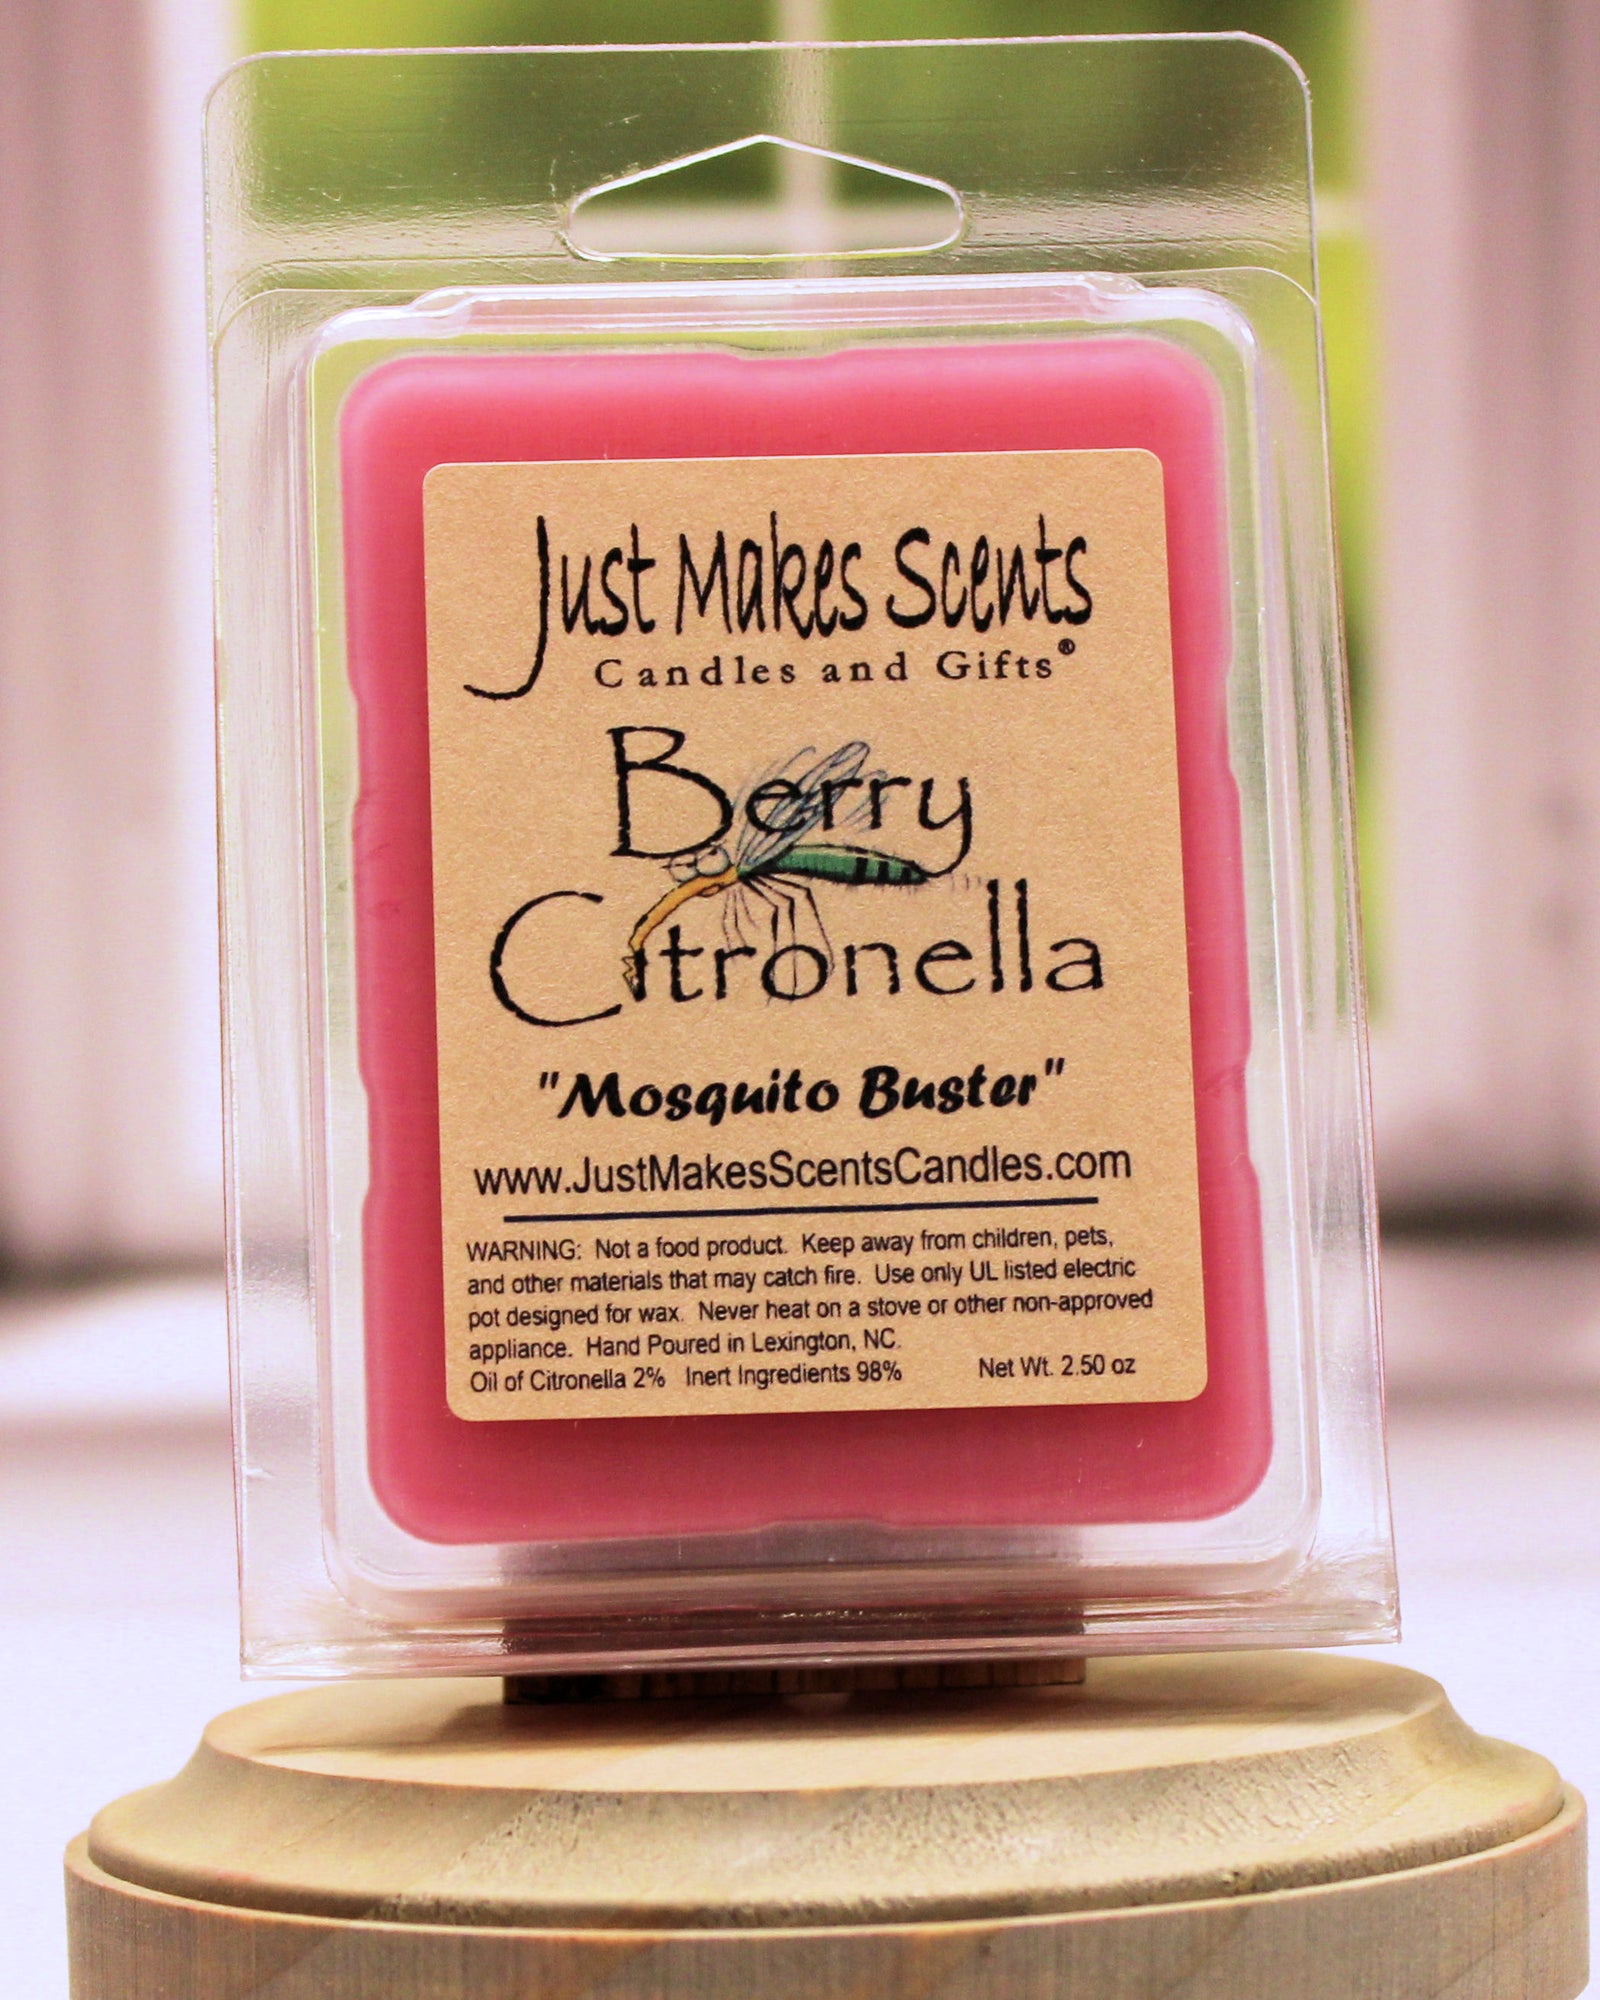 Just Makes Scents
Candles and Gifts®
Berry
Citronella
"Mosquito Buster"
www.JustMakesScentsCandles.com
WARNING: Not a food product. Keep away from children, pets,
and other materials that may catch fire. Use only UL listed electric
pot designed for wax. Never heat on a stove or other non-approved
appliance. Hand Poured in Lexington, NC.
Oil of Citronella 2% Inert Ingredients 98% Net Wt. 2.50 oz